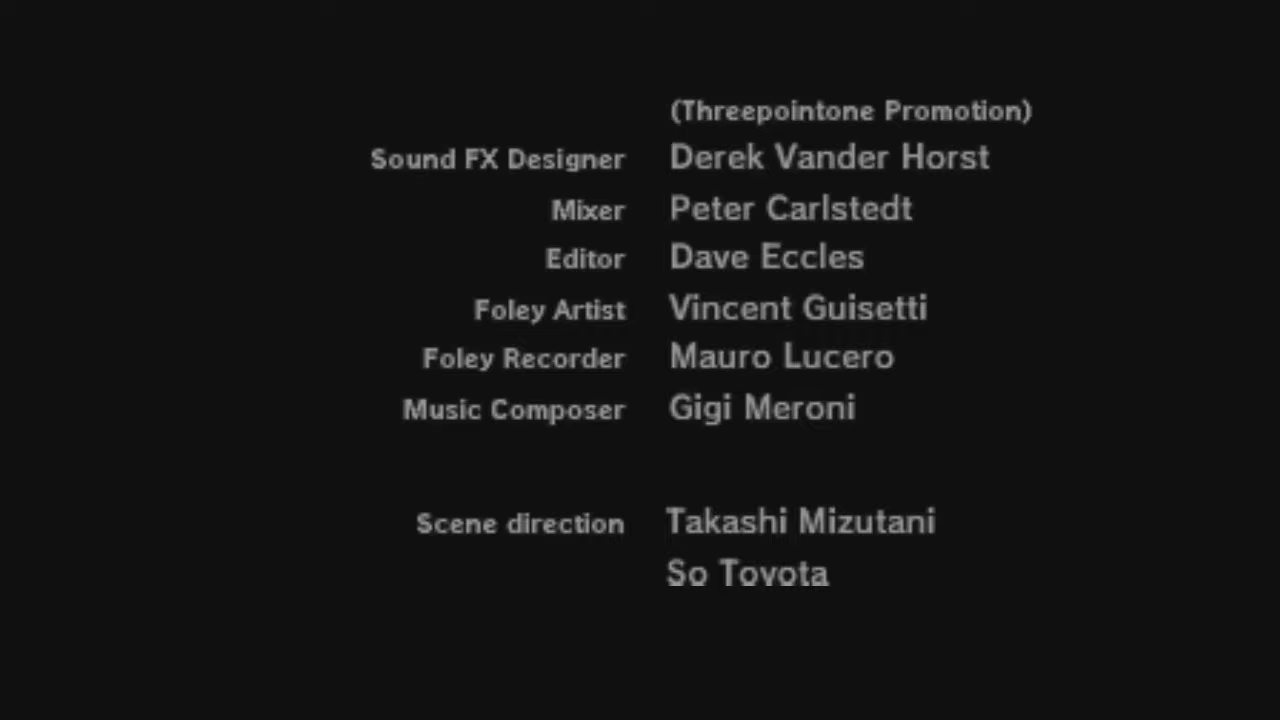 (Threepointone Promotion)
Sound FX Designer Derek Vander Horst
Mixer Peter Carlstedt
Editor Dave Eccles
Foley Artist Vincent Guisetti
Foley Recorder Mauro Lucero
Music Composer Gigi Meroni
Scene direction Takashi Mizutani
So Toyota